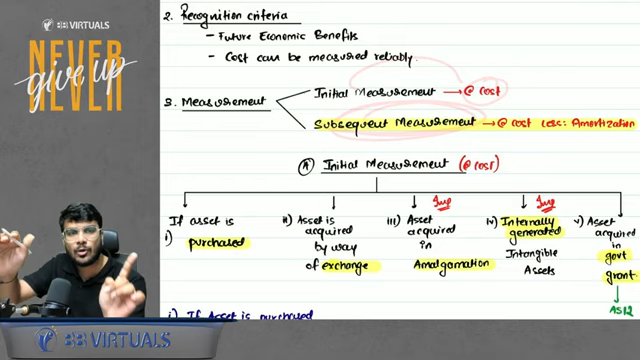 BB VIRTUALS
NEVER
give up
NEVER
2. Recognition criteria
- Future Economic Benefits
- Cost can be measured reliably.
3. Measurement
Initial Measurement → @ cost
Subsequent Measurement → @ cost less: Amortization
A Initial Measurement (@ cost)
i) If asset is
purchased
ii) Asset is
acquired
by way
of exchange
Imp
iii) Asset
acquired
in
Amalgamation
Imp
iv) Internally
generated
Intangible
Assets
v) Asset
acquired in
govt
grant
AS12
i) If Asset is purchased
BB VIRTUALS